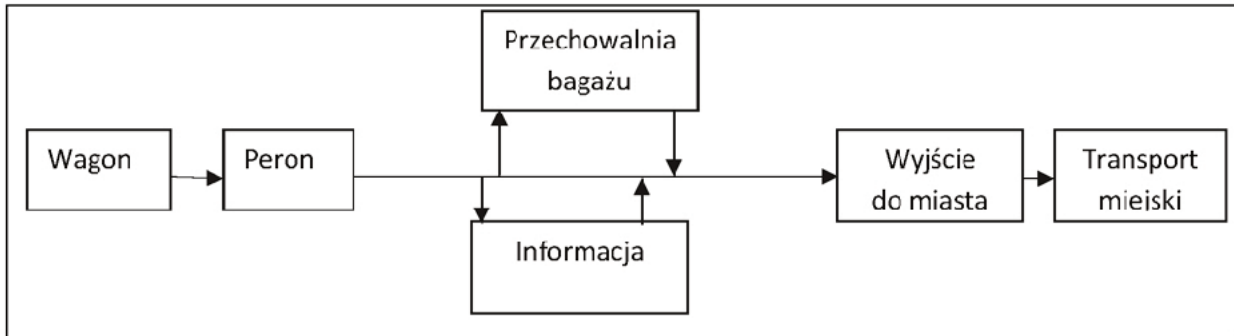 Przechowalnia
bagażu
Wagon
Peron
Wyjście
do miasta
Transport
miejski
Informacja